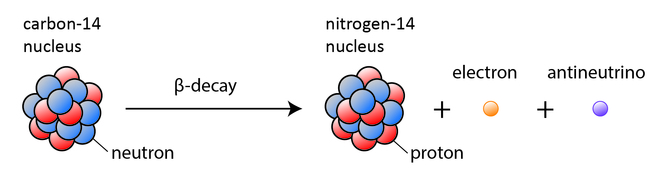 carbon-14
nucleus
β-decay
neutron
nitrogen-14
nucleus
proton
+
electron
+
antineutrino